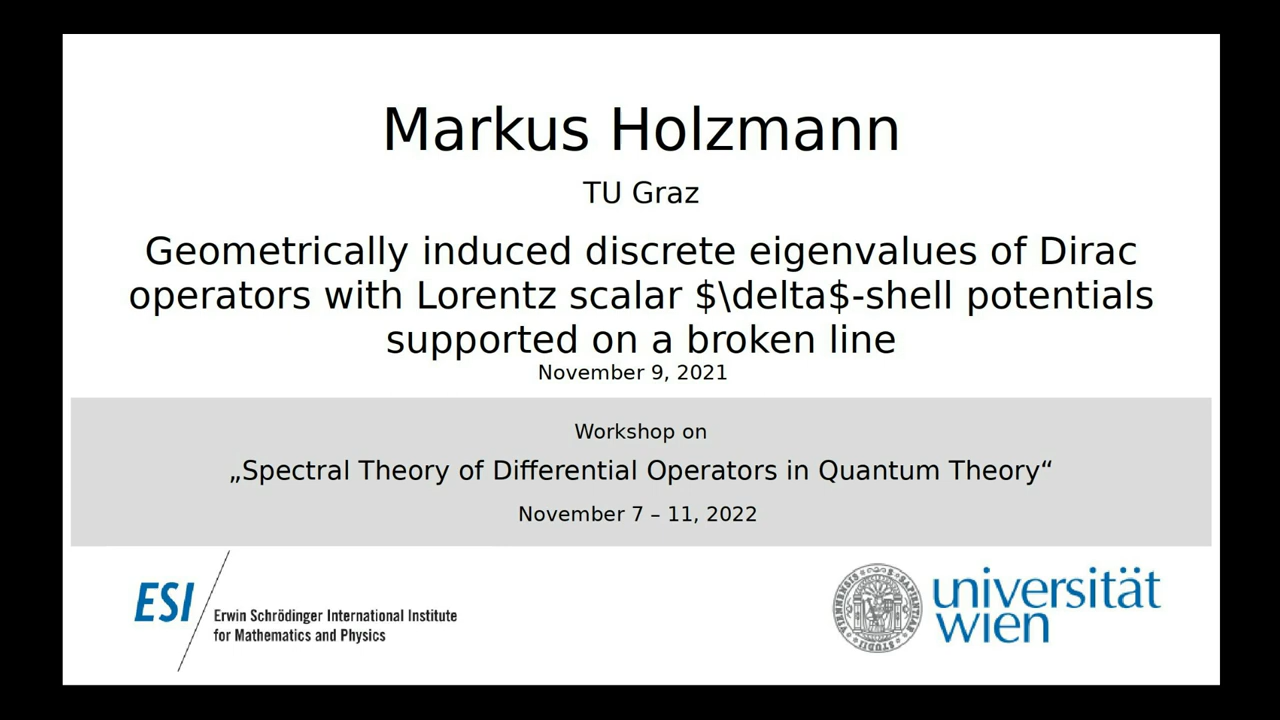 Markus Holzmann
TU Graz
Geometrically induced discrete eigenvalues of Dirac
operators with Lorentz scalar $\delta$-shell potentials
supported on a broken line
November 9, 2021
Workshop on
„Spectral Theory of Differential Operators in Quantum Theory“
November 7 – 11, 2022
ESI
Erwin Schrödinger International Institute
for Mathematics and Physics
universität
wien